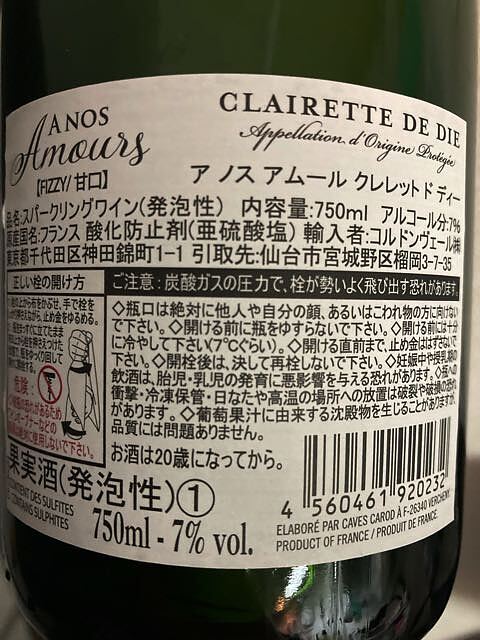 A NOS
Amours
【FIZZY/ 甘口】
CLAIRETTE DE DIE
Appellation d'Origine Protégée
ア ノス アムール クレレット ド ディー
品名:スパークリングワイン(発泡性) 内容量:750ml アルコール分:7%
原産国名:フランス 酸化防止剤(亜硫酸塩) 輸入者:コルドンヴェール㈱
東京都千代田区神田錦町1-1 引取先:仙台市宮城野区榴岡3-7-35
正しい栓の開け方
ご注意:炭酸ガスの圧力で、栓が勢いよく飛び出す恐れがあります。
◇瓶口は絶対に他人や自分の顔、あるいはこわれ物の方に向けない
で下さい。◇開ける前に瓶をゆすらないで下さい。◇開ける前には十分
に冷やして下さい(7℃ぐらい)。◇開ける直前まで、止め金ははずさないで
下さい。◇開栓後は、決して再栓しないで下さい。◇妊娠中や授乳期の
飲酒は、胎児・乳児の発育に悪影響を与える恐れがあります。◇瓶への
衝撃・冷凍保管・日なたや高温の場所への放置は破裂や破損の恐れ
があります。◇葡萄果汁に由来する沈殿物を生じることがありますが、
品質には問題ありません。
危険
お酒は20歳になってから。
果実酒(発泡性)①
CONTIENT DES SULFITES
CONTAINS SULPHITES
750ml - 7% vol.
4 560461 920232
ELABORÉ PAR CAVES CAROD À F-26340 VERCHENY
PRODUCT OF FRANCE / PRODUIT DE FRANCE.